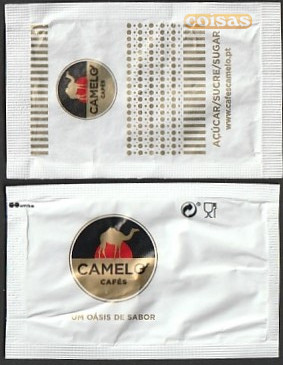 coisas
CAMELO
CAFÉS
AÇÚCAR/SUCRE/SUGAR
www.cafescamelo.pt
CAMELO
CAFÉS
UM OÁSIS DE SABOR